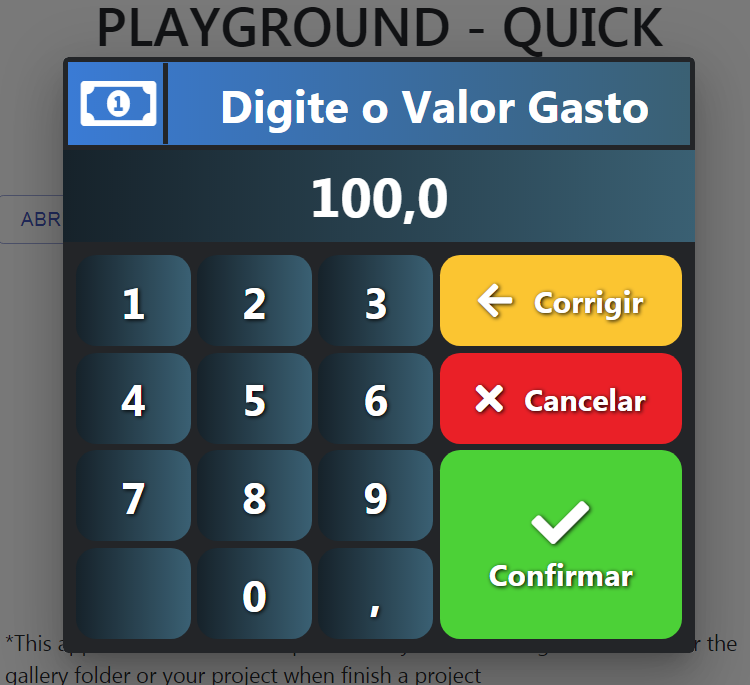 PLAYGROUND - QUICK
1
Digite o Valor Gasto
100,0
ABR
1 2 3 Corrigir
4 5 6 Cancelar
7 8 9
Confirmar
0 ,
*This r the
gallery folder or your project when finish a project